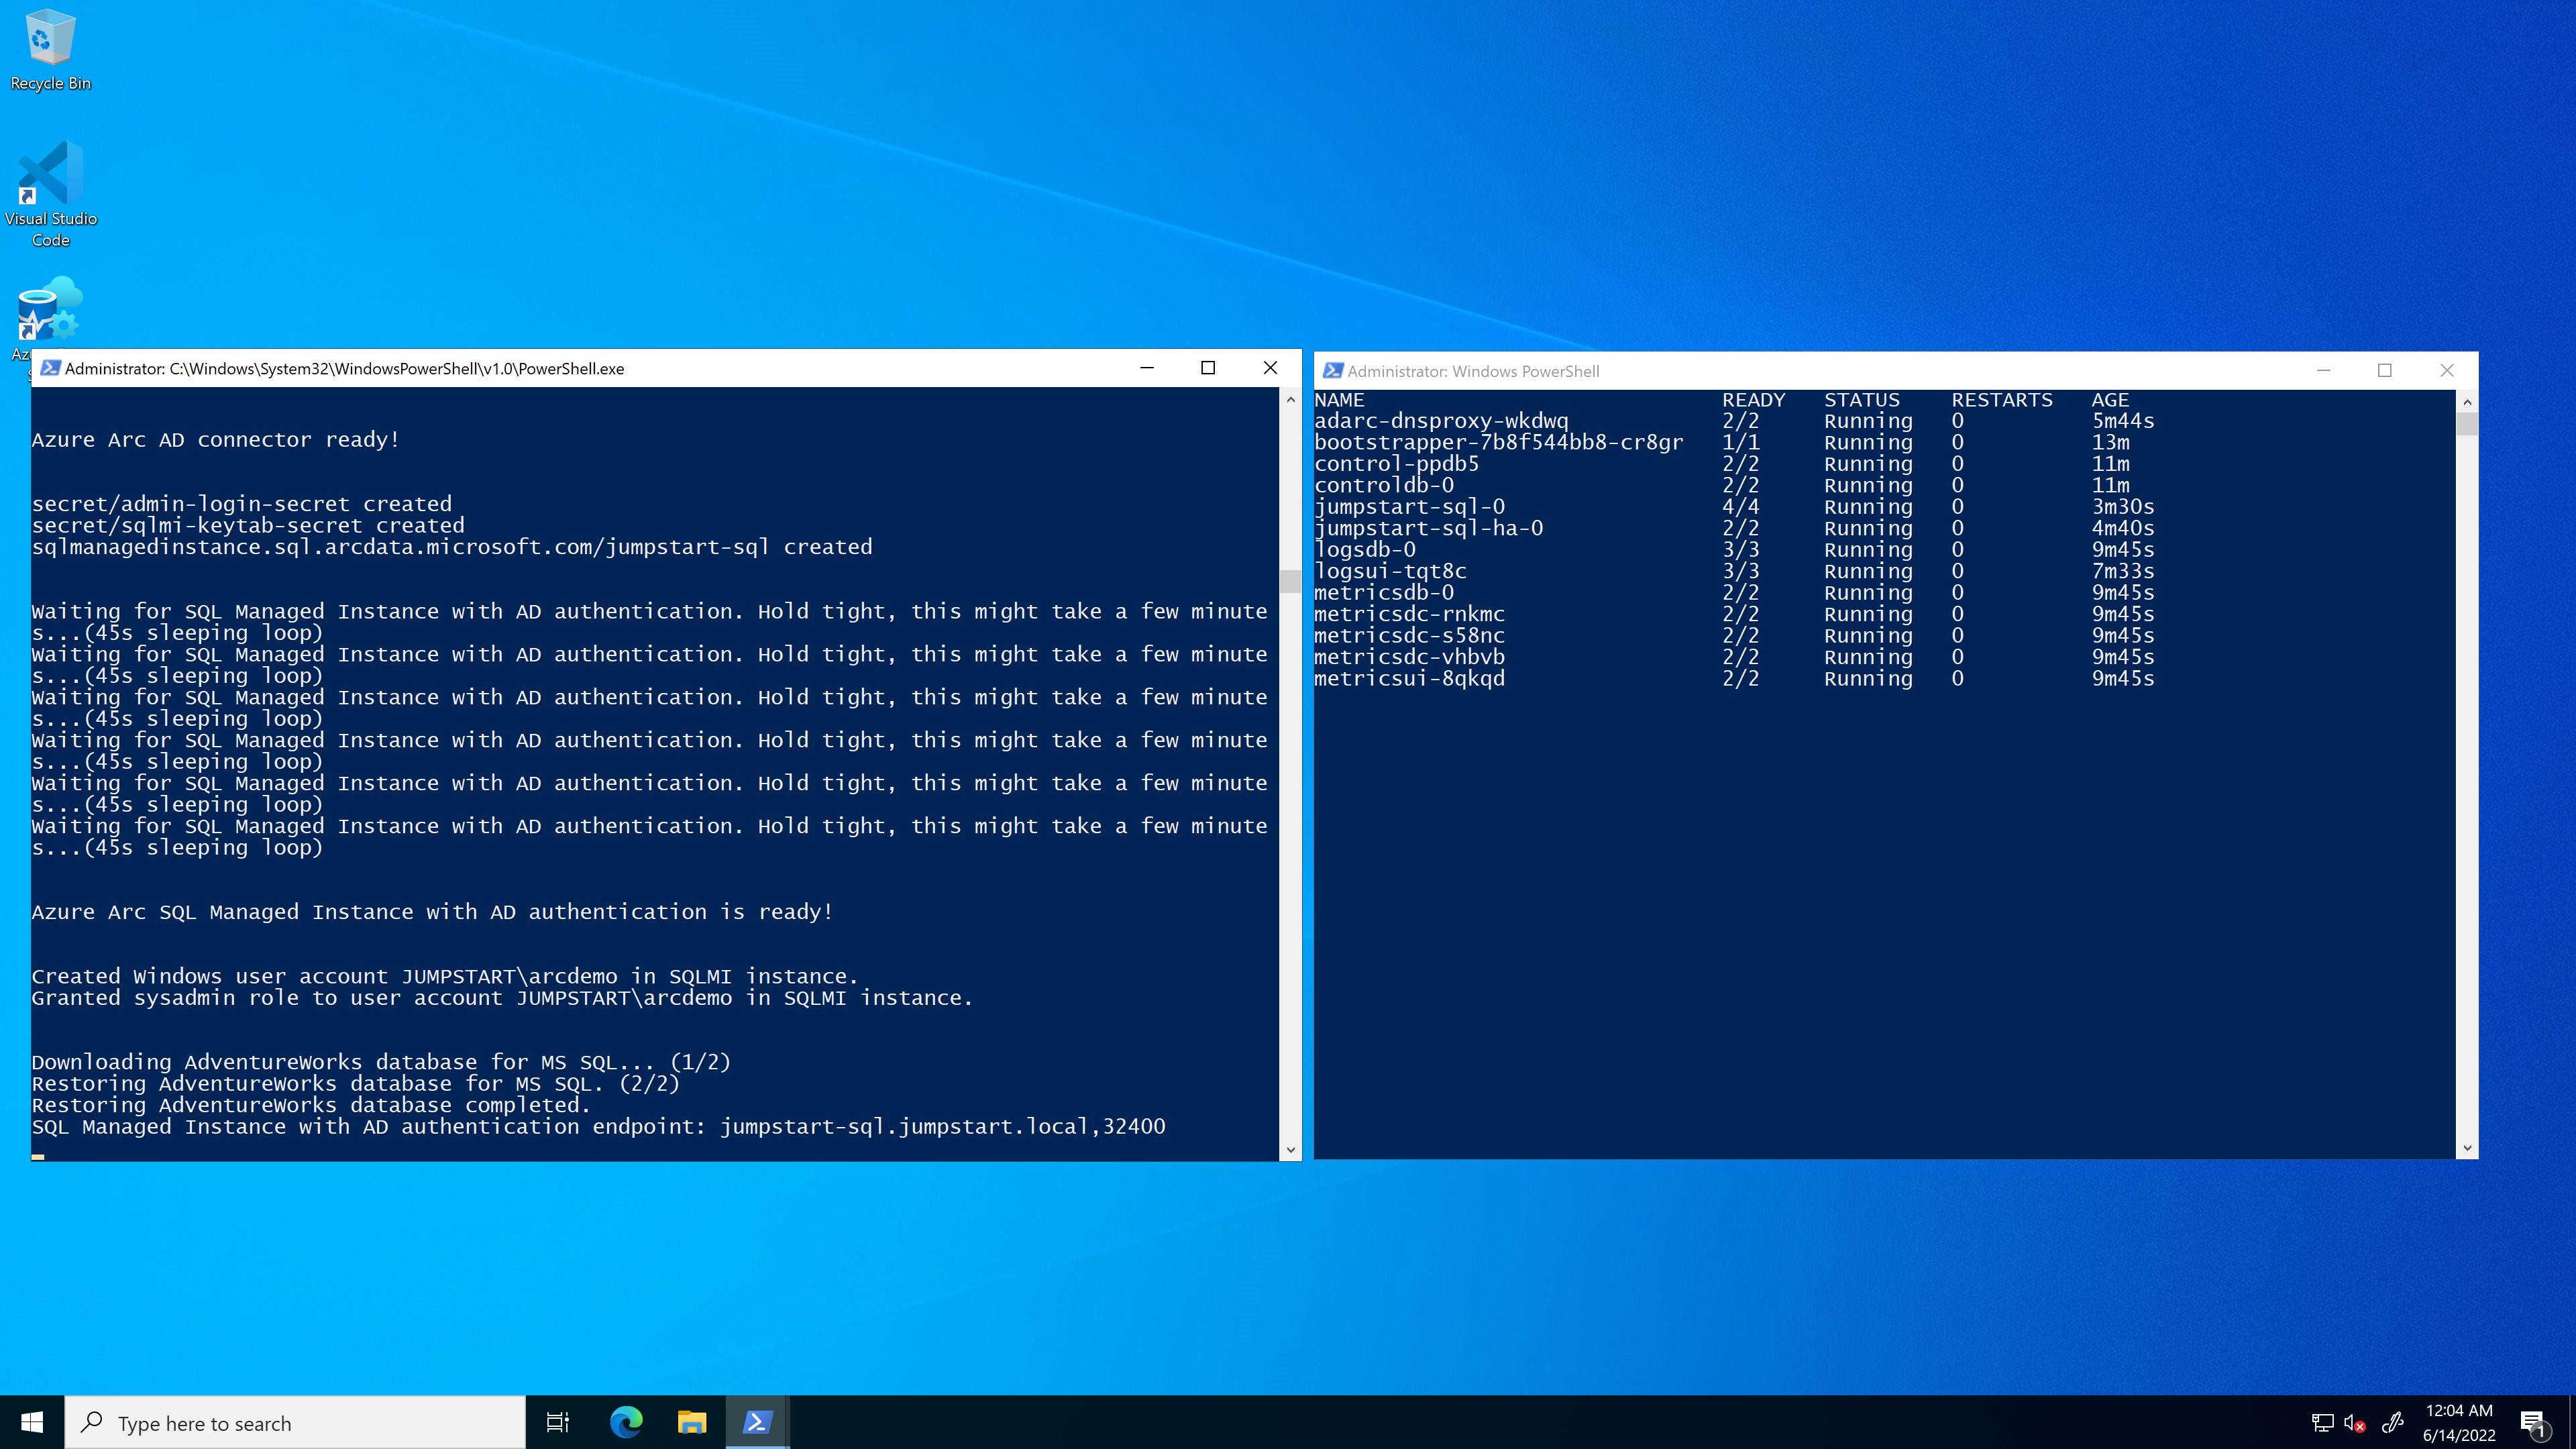 Recycle Bin
Visual Studio
Code
Administrator: C:\Windows\System32\WindowsPowerShell\v1.0\PowerShell.exe
Azure Arc AD connector ready!
secret/admin-login-secret created
secret/sqlmi-keytab-secret created
sqlmanagedinstance.sql.arcdata.microsoft.com/jumpstart-sql created
Waiting for SQL Managed Instance with AD authentication. Hold tight, this might take a few minute
s...(45s sleeping loop)
Waiting for SQL Managed Instance with AD authentication. Hold tight, this might take a few minute
s...(45s sleeping loop)
Waiting for SQL Managed Instance with AD authentication. Hold tight, this might take a few minute
s...(45s sleeping loop)
Waiting for SQL Managed Instance with AD authentication. Hold tight, this might take a few minute
s...(45s sleeping loop)
Waiting for SQL Managed Instance with AD authentication. Hold tight, this might take a few minute
s...(45s sleeping loop)
Waiting for SQL Managed Instance with AD authentication. Hold tight, this might take a few minute
s...(45s sleeping loop)
Azure Arc SQL Managed Instance with AD authentication is ready!
Created Windows user account JUMPSTART\arcdemo in SQLMI instance.
Granted sysadmin role to user account JUMPSTART\arcdemo in SQLMI instance.
Downloading AdventureWorks database for MS SQL... (1/2)
Restoring AdventureWorks database for MS SQL. (2/2)
Restoring AdventureWorks database completed.
SQL Managed Instance with AD authentication endpoint: jumpstart-sql.jumpstart.local,32400
Administrator: Windows PowerShell
NAME READY STATUS RESTARTS AGE
adarc-dnsproxy-wkdwq 2/2 Running 0 5m44s
bootstrapper-7b8f544bb8-cr8gr 1/1 Running 0 13m
control-ppdb5 2/2 Running 0 11m
controldb-0 2/2 Running 0 11m
jumpstart-sql-0 4/4 Running 0 3m30s
jumpstart-sql-ha-0 2/2 Running 0 4m40s
logsdb-0 3/3 Running 0 9m45s
logsui-tqt8c 3/3 Running 0 7m33s
metricsdb-0 2/2 Running 0 9m45s
metricsdc-rnkmc 2/2 Running 0 9m45s
metricsdc-s58nc 2/2 Running 0 9m45s
metricsdc-vhbvb 2/2 Running 0 9m45s
metricsui-8qkqd 2/2 Running 0 9m45s
Type here to search
12:04 AM
6/14/2022
1